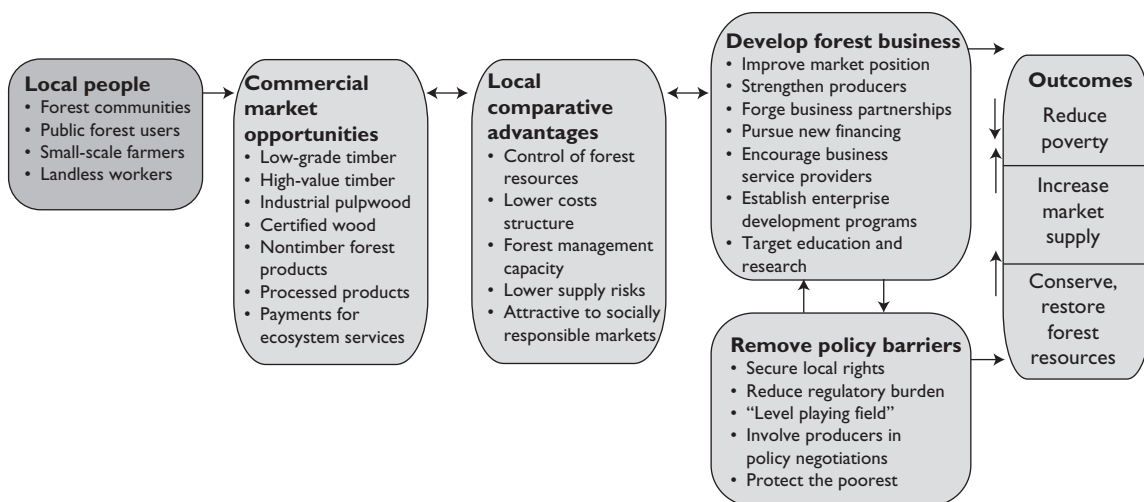 Local people
• Forest communities
• Public forest users
• Small-scale farmers
• Landless workers
Commercial
market
opportunities
• Low-grade timber
• High-value timber
• Industrial pulpwood
• Certified wood
• Nontimber forest
products
• Processed products
• Payments for
ecosystem services
Local
comparative
advantages
• Control of forest
resources
• Lower costs
structure
• Forest management
capacity
• Lower supply risks
• Attractive to socially
responsible markets
Develop forest business
• Improve market position
• Strengthen producers
• Forge business partnerships
• Pursue new financing
• Encourage business
service providers
• Establish enterprise
development programs
• Target education and
research
Remove policy barriers
• Secure local rights
• Reduce regulatory burden
• “Level playing field”
• Involve producers in
policy negotiations
• Protect the poorest
Outcomes
Reduce
poverty
Increase
market
supply
Conserve,
restore
forest
resources